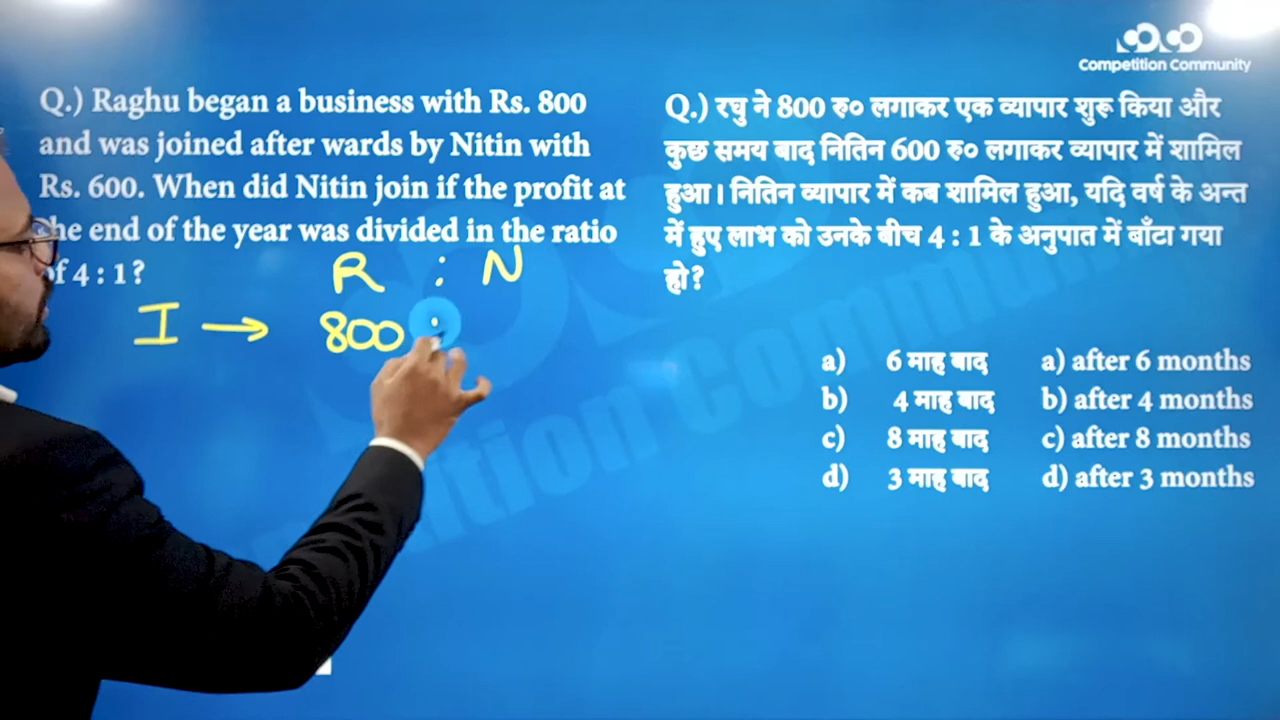 Competition Community
Q.) Raghu began a business with Rs. 800
and was joined after wards by Nitin with
Rs. 600. When did Nitin join if the profit at
he end of the year was divided in the ratio
f 4 : 1?
R : N
I → 800
Q.) रघु ने 800 रु० लगाकर एक व्यापार शुरू किया और
कुछ समय बाद नितिन 600 रु० लगाकर व्यापार में शामिल
हुआ। नितिन व्यापार में कब शामिल हुआ, यदि वर्ष के अन्त
में हुए लाभ को उनके बीच 4 : 1 के अनुपात में बाँटा गया
हो?
a) 6 माह बाद a) after 6 months
b) 4 माह बाद b) after 4 months
c) 8 माह बाद c) after 8 months
d) 3 माह बाद d) after 3 months